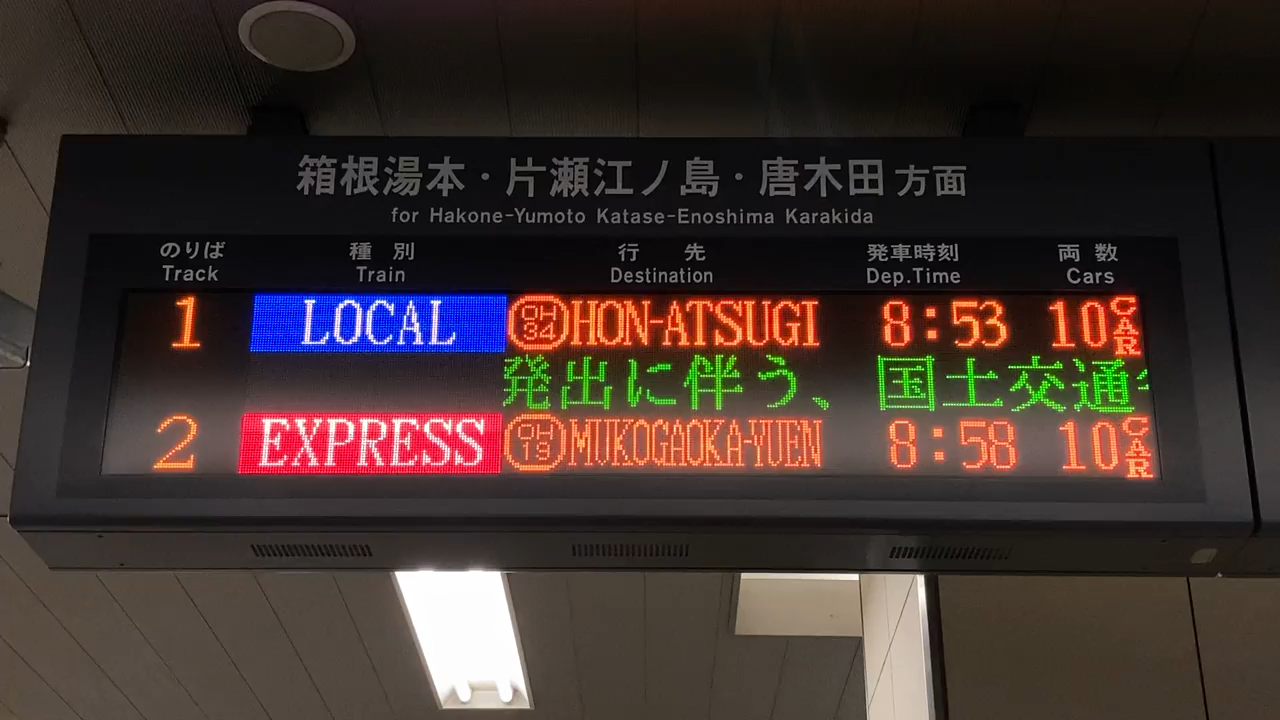 箱根湯本・片瀬江ノ島・唐木田方面
for Hakone-Yumoto Katase-Enoshima Karakida
のりば 種別 行先 発車時刻 両数
Track Train Destination Dep.Time Cars
1 LOCAL OH 34 HON-ATSUGI 8:53 10 CAR
発出に伴う、国土交通
2 EXPRESS OH 19 MUKOGAOKA-YUEN 8:58 10 CAR